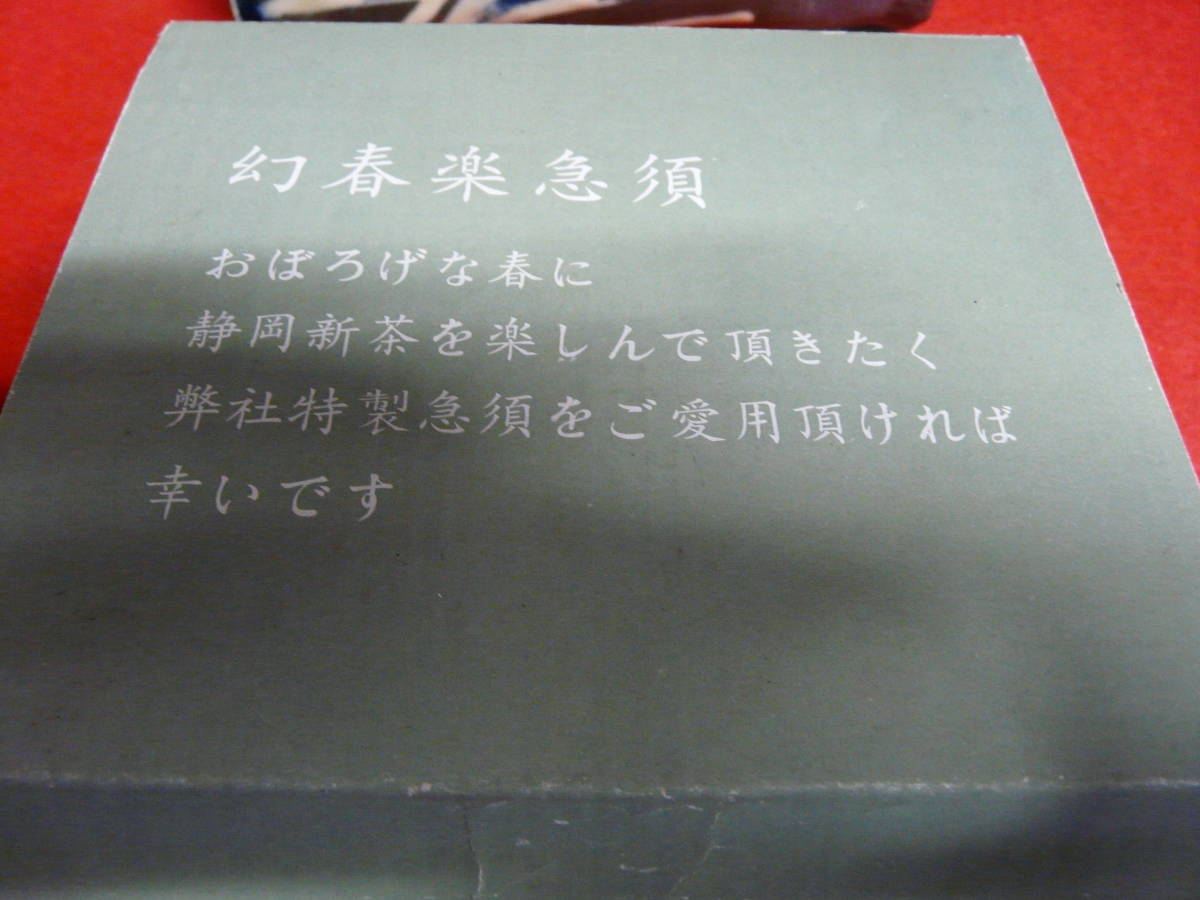 幻春楽急須
おぼろげな春に
静岡新茶を楽しんで頂きたく
弊社特製急須をご愛用頂ければ
幸いです